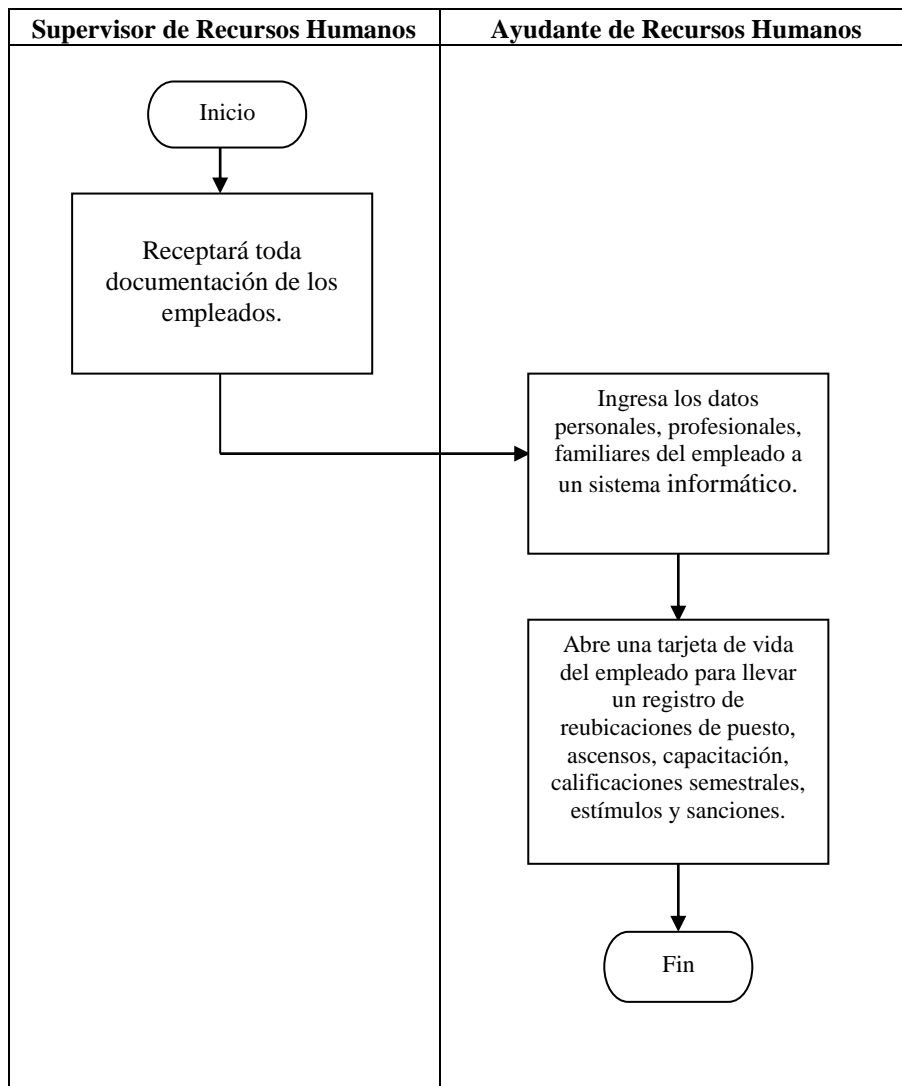 Supervisor de Recursos Humanos
Ayudante de Recursos Humanos
Inicio
Receptará toda
documentación de los
empleados.
Ingresa los datos
personales, profesionales,
familiares del empleado a
un sistema informático.
Abre una tarjeta de vida
del empleado para llevar
un registro de
reubicaciones de puesto,
ascensos, capacitación,
calificaciones semestrales,
estímulos y sanciones.
Fin